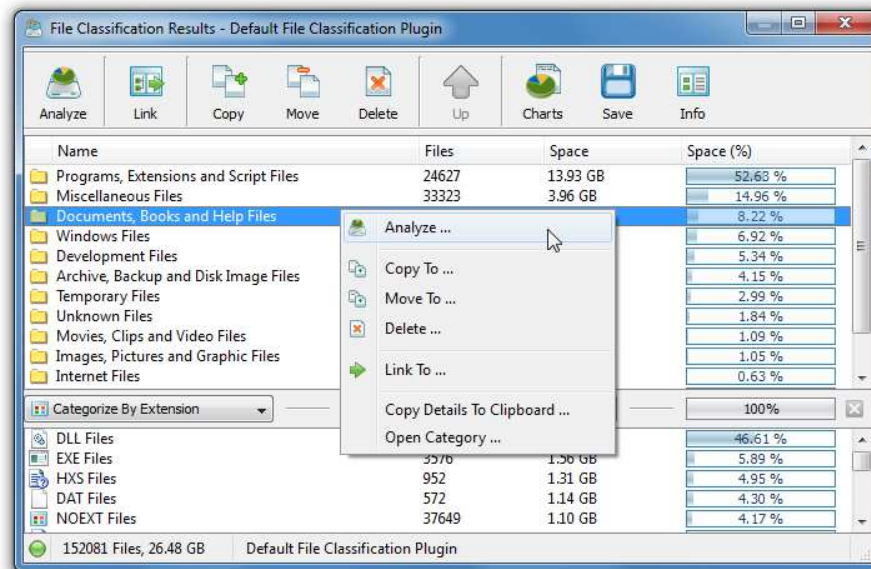 File Classification Results - Default File Classification Plugin
Analyze Link Copy Move Delete Up Charts Save Info
Name Files Space Space (%)
Programs, Extensions and Script Files 24627 13.93 GB 52.63 %
Miscellaneous Files 33323 3.96 GB 14.96 %
Documents, Books and Help Files 8.22 %
Windows Files 6.92 %
Development Files 5.34 %
Archive, Backup and Disk Image Files 4.15 %
Temporary Files 2.99 %
Unknown Files 1.84 %
Movies, Clips and Video Files 1.09 %
Images, Pictures and Graphic Files 1.05 %
Internet Files 0.63 %
Analyze ...
Copy To ...
Move To ...
Delete ...
Link To ...
Copy Details To Clipboard ...
Open Category ...
Categorize By Extension 100%
DLL Files 46.61 %
EXE Files 3576 1.56 GB 5.89 %
HXS Files 952 1.31 GB 4.95 %
DAT Files 572 1.14 GB 4.30 %
NOEXT Files 37649 1.10 GB 4.17 %
152081 Files, 26.48 GB Default File Classification Plugin